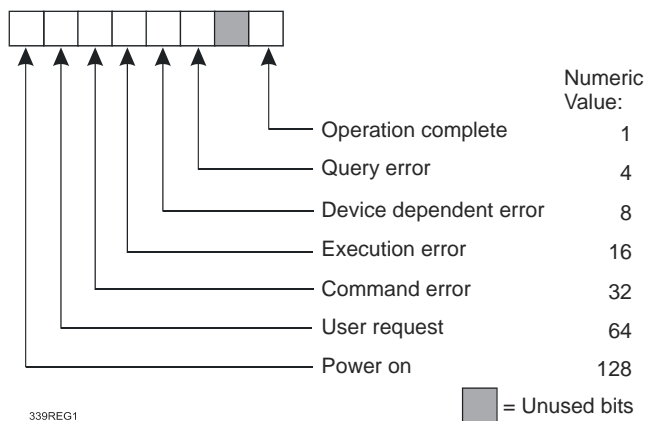 Numeric
Value:
Operation complete 1
Query error 4
Device dependent error 8
Execution error 16
Command error 32
User request 64
Power on 128
339REG1
= Unused bits